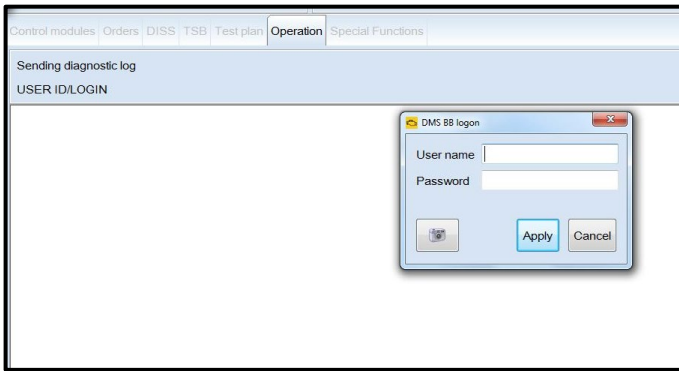 Control modules Orders DISS TSB Test plan Operation Special Functions
Sending diagnostic log
USER ID/LOGIN
DMS BB logon
User name
Password
Apply Cancel